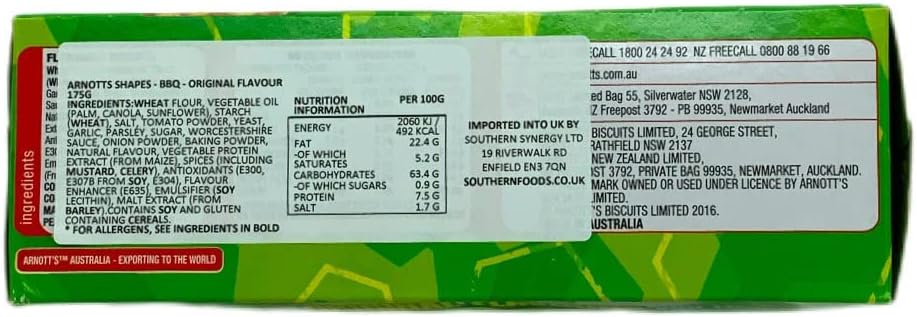 ingredients
FL
ARNOTTS SHAPES - BBQ - ORIGINAL FLAVOUR
175G
INGREDIENTS:WHEAT FLOUR, VEGETABLE OIL
(PALM, CANOLA, SUNFLOWER), STARCH
WHEAT), SALT, TOMATO POWDER, YEAST,
GARLIC, PARSLEY, SUGAR, WORCESTERSHIRE
SAUCE, ONION POWDER, BAKING POWDER,
NATURAL FLAVOUR, VEGETABLE PROTEIN
EXTRACT (FROM MAIZE), SPICES (INCLUDING
MUSTARD, CELERY), ANTIOXIDANTS (E300,
E307B FROM SOY, E304), FLAVOUR
ENHANCER (E635), EMULSIFIER (SOY
LECITHIN), MALT EXTRACT (FROM
BARLEY).CONTAINS SOY AND GLUTEN
CONTAINING CEREALS.
* FOR ALLERGENS, SEE INGREDIENTS IN BOLD
NUTRITION INFORMATION PER 100G
ENERGY 2060 KJ / 492 KCAL
FAT 22.4 G
-OF WHICH SATURATES 5.2 G
CARBOHYDRATES 63.4 G
-OF WHICH SUGARS 0.9 G
PROTEIN 7.5 G
SALT 1.7 G
IMPORTED INTO UK BY
SOUTHERN SYNERGY LTD
19 RIVERWALK RD
ENFIELD EN3 7QN
SOUTHERNFOODS.CO.UK
ECALL 1800 24 24 92 NZ FREECALL 0800 88 19 66
tts.com.au
ed Bag 55, Silverwater NSW 2128,
Z Freepost 3792 - PB 99935, Newmarket Auckland
BISCUITS LIMITED, 24 GEORGE STREET,
RATHFIELD NSW 2137
NEW ZEALAND LIMITED,
ST 3792, PRIVATE BAG 99935, NEWMARKET, AUCKLAND.
MARK OWNED OR USED UNDER LICENCE BY ARNOTT'S
IMITED.
'S BISCUITS LIMITED 2016.
AUSTRALIA
ARNOTT'S™ AUSTRALIA - EXPORTING TO THE WORLD